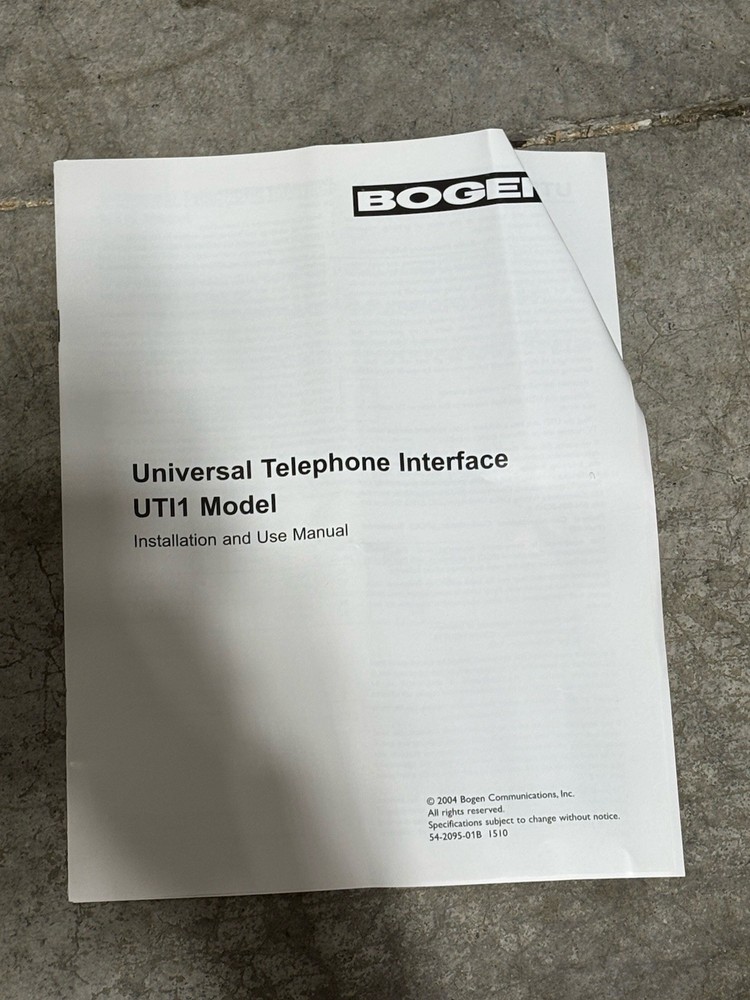 BOGEN
Universal Telephone Interface
UTI1 Model
Installation and Use Manual
© 2004 Bogen Communications, Inc.
All rights reserved.
Specifications subject to change without notice.
54-2095-01B 1510